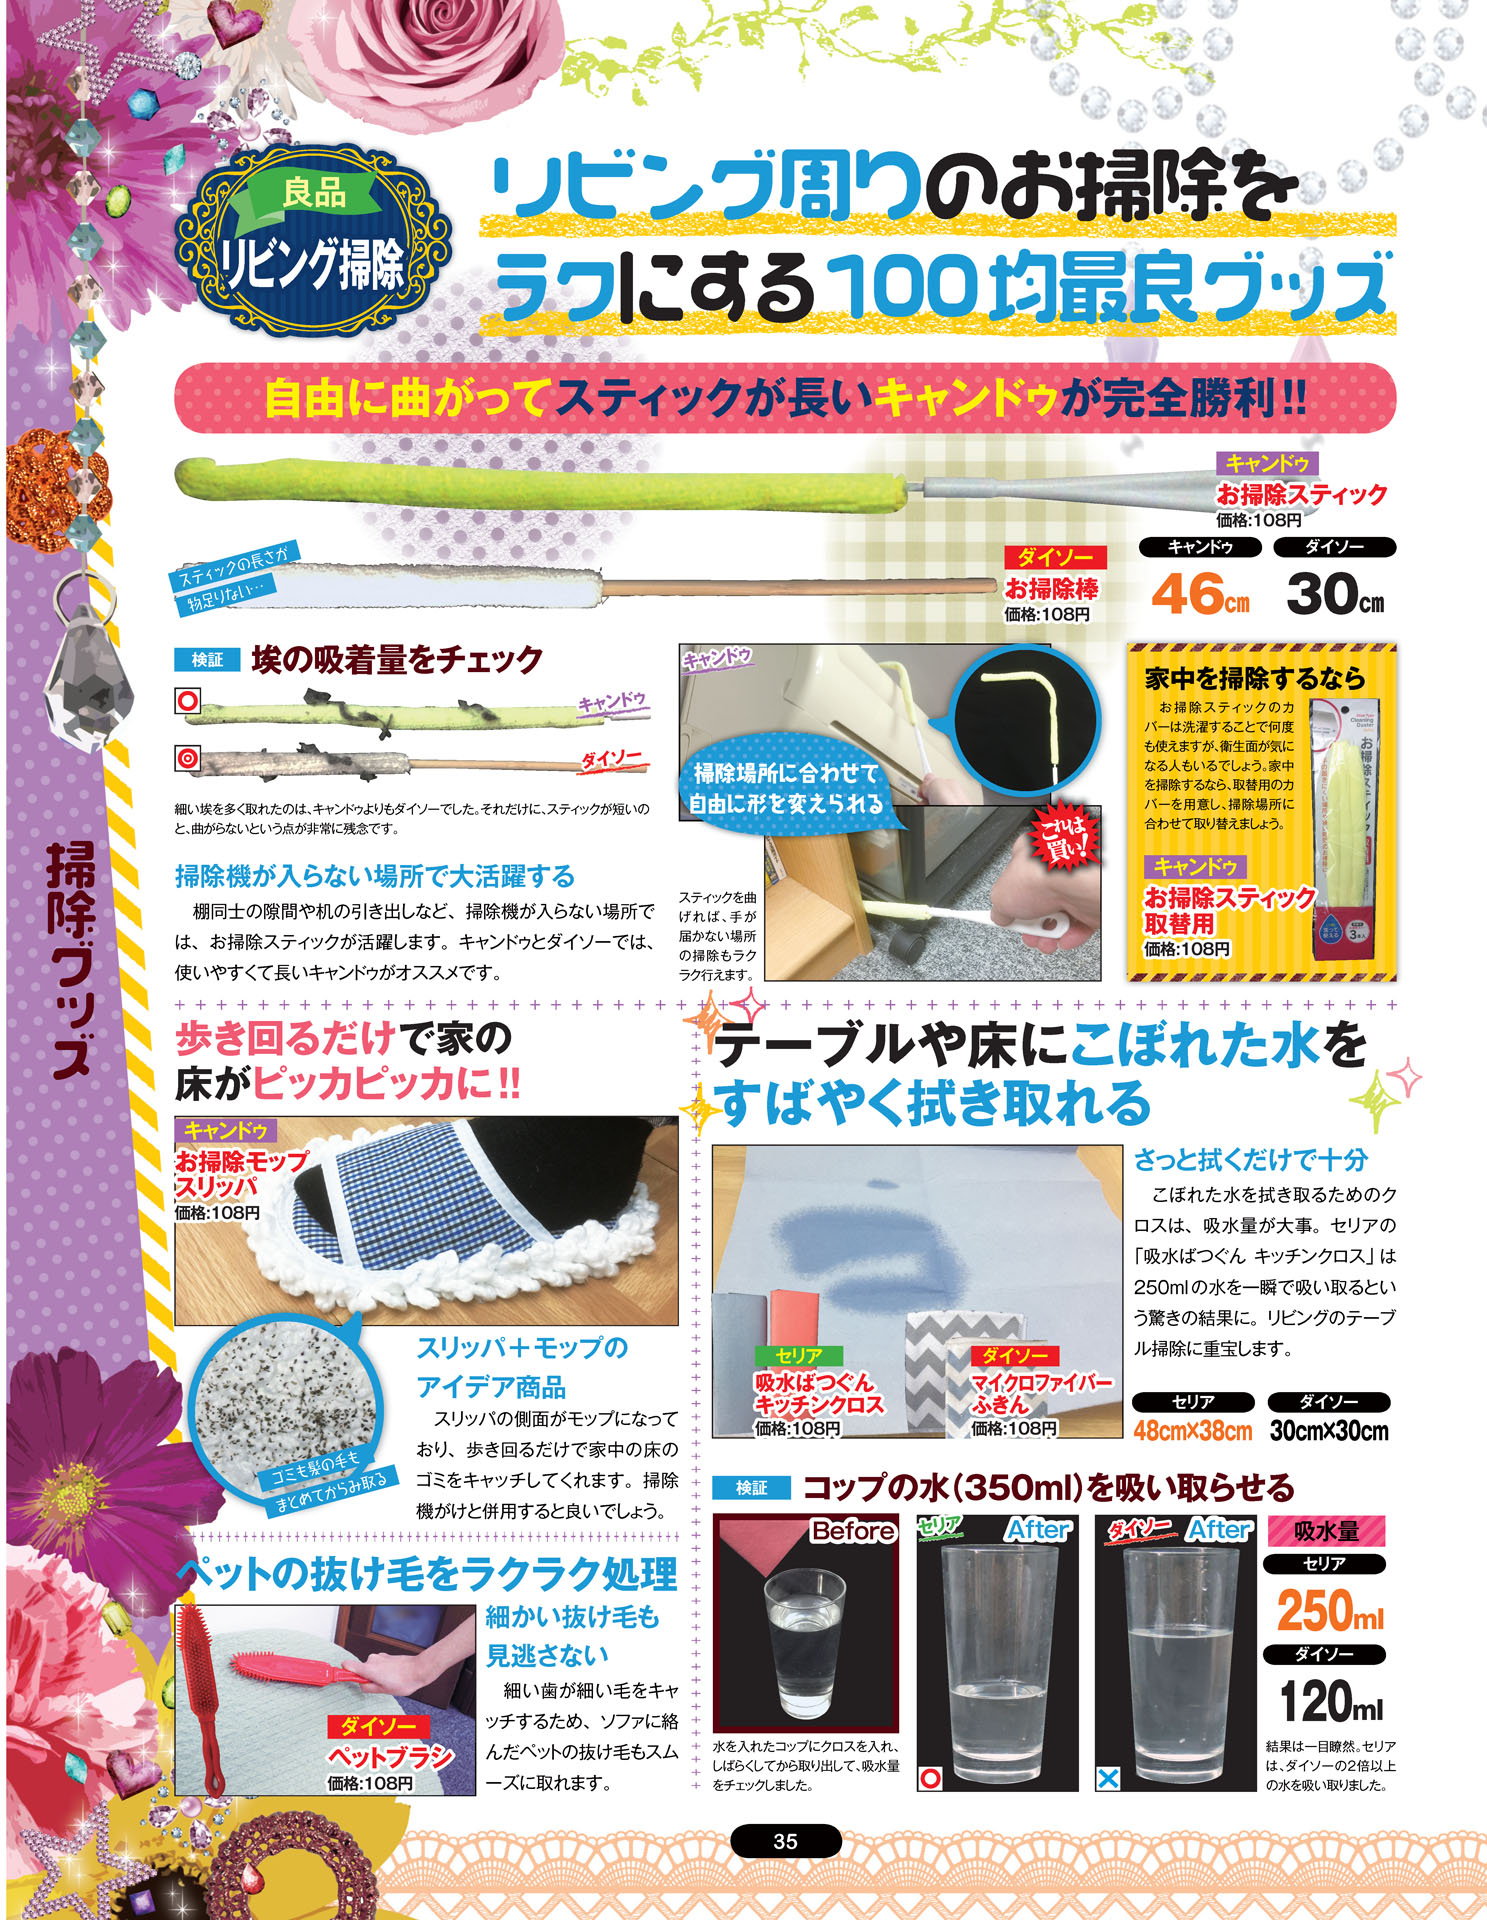 良品
リビング掃除
リビング周りのお掃除を
ラクにする100均最良グッズ
自由に曲がってスティックが長いキャンドゥが完全勝利!!
キャンドゥ
お掃除スティック
価格:108円
スティックの長さが
物足りない…
ダイソー
お掃除棒
価格:108円
キャンドゥ
46cm
ダイソー
30cm
検証 埃の吸着量をチェック
キャンドゥ
ダイソー
細い埃を多く取れたのは、キャンドゥよりもダイソーでした。それだけに、スティックが短いの
と、曲がらないという点が非常に残念です。
掃除機が入らない場所で大活躍する
棚同士の隙間や机の引き出しなど、掃除機が入らない場所で
は、お掃除スティックが活躍します。キャンドゥとダイソーでは、
使いやすくて長いキャンドゥがオススメです。
キャンドゥ
掃除場所に合わせて
自由に形を変えられる
これは
買い!
スティックを曲
げれば、手が
届かない場所
の掃除もラク
ラク行えます。
家中を掃除するなら
お掃除スティックのカ
バーは洗濯することで何度
も使えますが、衛生面が気に
なる人もいるでしょう。家中
を掃除するなら、取替用のカ
バーを用意し、掃除場所に
合わせて取り替えましょう。
Cleaning
Duster
お掃除スティック
3本入
キャンドゥ
お掃除スティック
取替用
価格:108円
掃除グッズ
歩き回るだけで家の
床がピッカピッカに!!
キャンドゥ
お掃除モップ
スリッパ
価格:108円
ゴミも髪の毛も
まとめてからみ取る
スリッパ+モップの
アイデア商品
スリッパの側面がモップになって
おり、歩き回るだけで家中の床の
ゴミをキャッチしてくれます。掃除
機がけと併用すると良いでしょう。
ペットの抜け毛をラクラク処理
ダイソー
ペットブラシ
価格:108円
細かい抜け毛も
見逃さない
細い歯が細い毛をキャ
ッチするため、ソファに絡
んだペットの抜け毛もスム
ーズに取れます。
テーブルや床にこぼれた水を
すばやく拭き取れる
セリア
吸水ばつぐん
キッチンクロス
価格:108円
ダイソー
マイクロファイバー
ふきん
価格:108円
さっと拭くだけで十分
こぼれた水を拭き取るためのク
ロスは、吸水量が大事。セリアの
「吸水ばつぐん キッチンクロス」は
250mlの水を一瞬で吸い取るとい
う驚きの結果に。リビングのテーブ
ル掃除に重宝します。
セリア
48cm×38cm
ダイソー
30cm×30cm
検証 コップの水(350ml)を吸い取らせる
Before
セリア After
ダイソー After
水を入れたコップにクロスを入れ、
しばらくしてから取り出して、吸水量
をチェックしました。
吸水量
セリア
250ml
ダイソー
120ml
結果は一目瞭然。セリア
は、ダイソーの2倍以上
の水を吸い取りました。
35